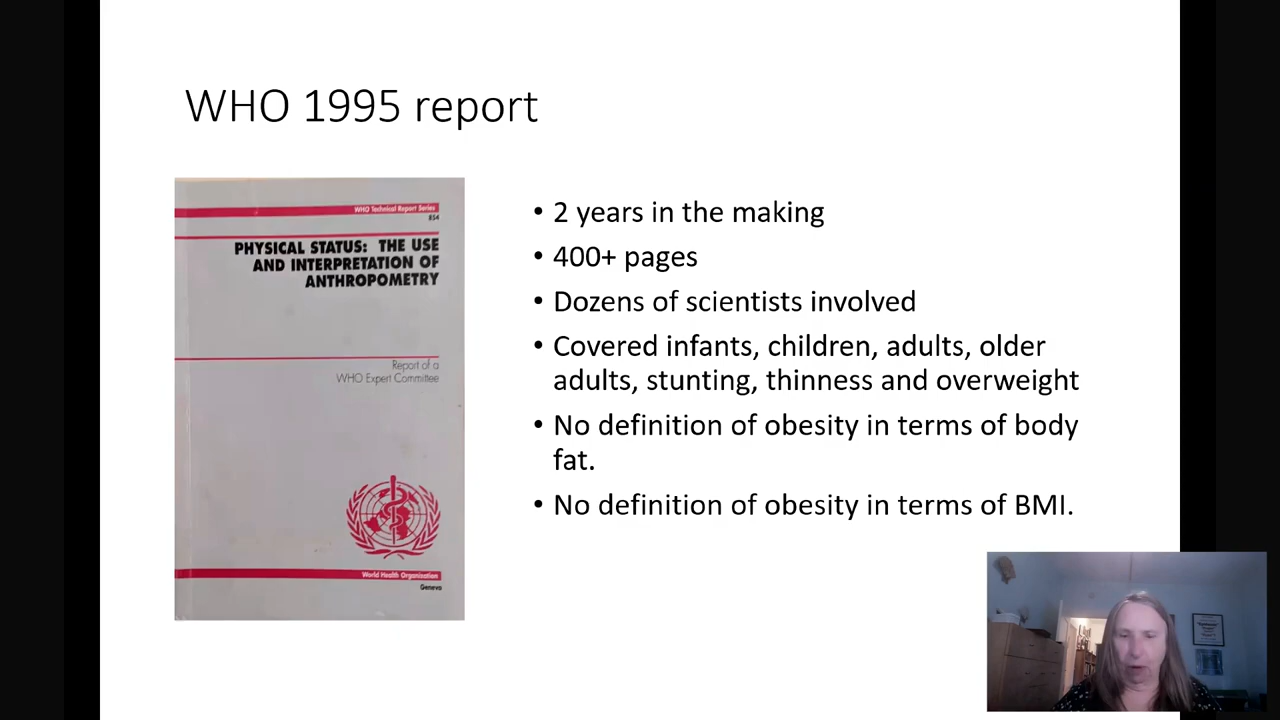 WHO 1995 report
WHO Technical Report Series
854
PHYSICAL STATUS: THE USE
AND INTERPRETATION OF
ANTHROPOMETRY
Report of a
WHO Expert Committee
World Health Organization
Geneva
• 2 years in the making
• 400+ pages
• Dozens of scientists involved
• Covered infants, children, adults, older
adults, stunting, thinness and overweight
• No definition of obesity in terms of body
fat.
• No definition of obesity in terms of BMI.